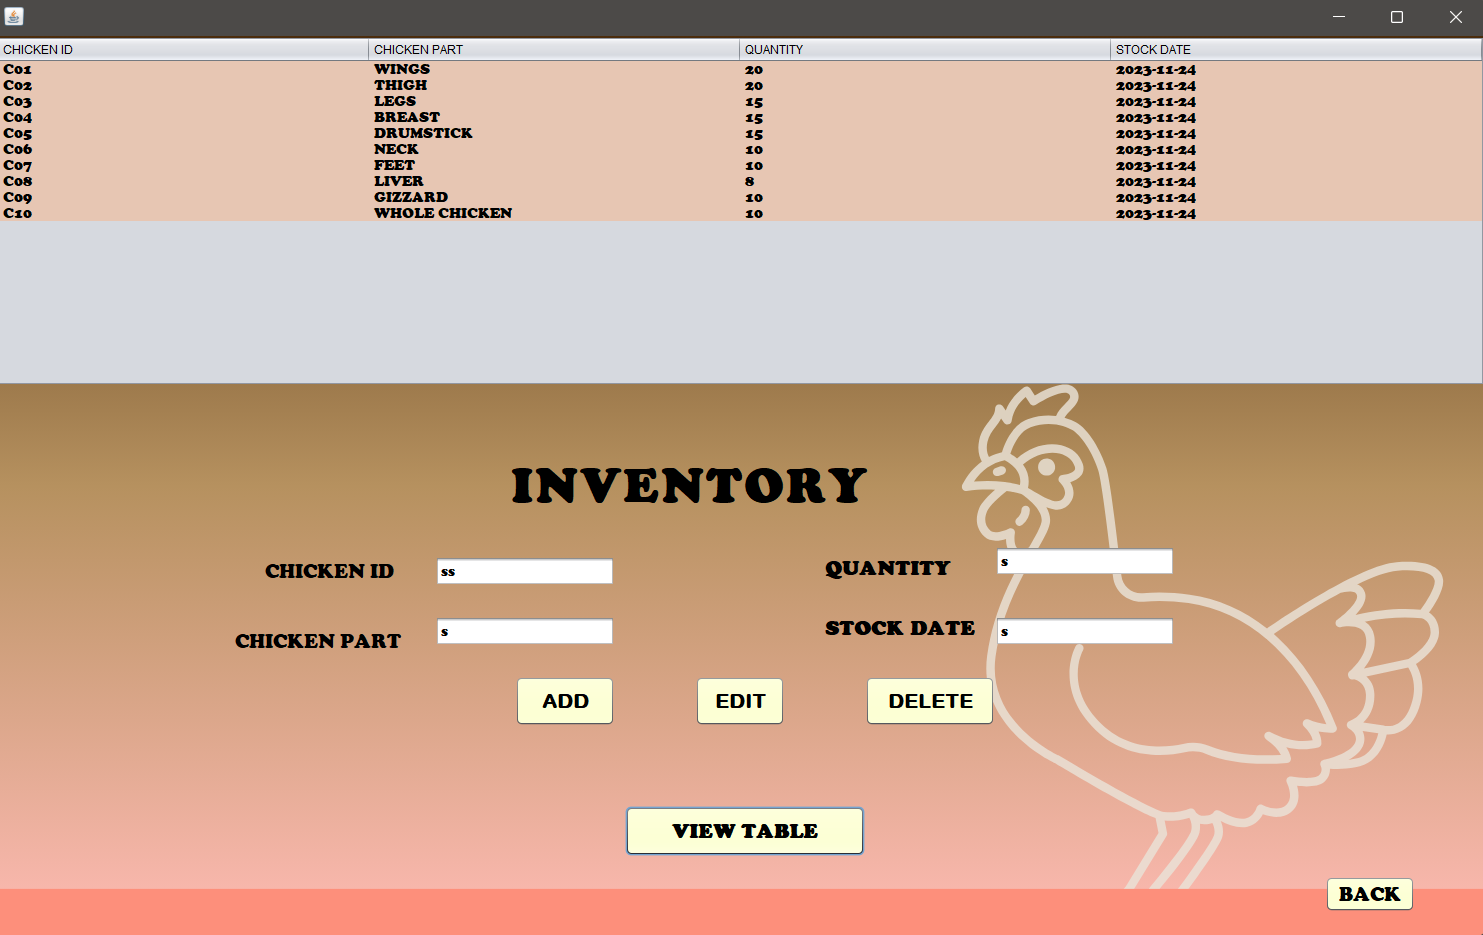 CHICKEN ID CHICKEN PART QUANTITY STOCK DATE
C01 WINGS 20 2023-11-24
C02 THIGH 20 2023-11-24
C03 LEGS 15 2023-11-24
C04 BREAST 15 2023-11-24
C05 DRUMSTICK 15 2023-11-24
C06 NECK 10 2023-11-24
C07 FEET 10 2023-11-24
C08 LIVER 8 2023-11-24
C09 GIZZARD 10 2023-11-24
C10 WHOLE CHICKEN 10 2023-11-24
INVENTORY
CHICKEN ID ss QUANTITY s
CHICKEN PART s STOCK DATE s
ADD EDIT DELETE
VIEW TABLE
BACK